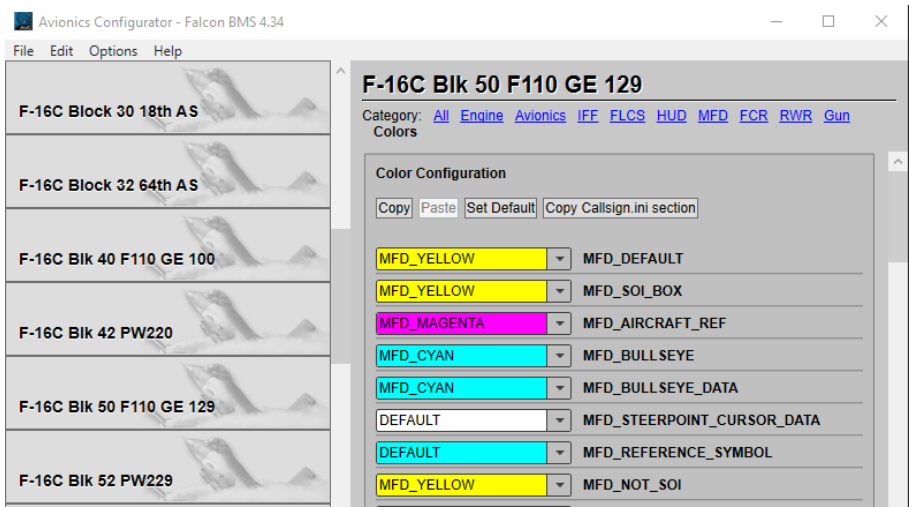 Avionics Configurator - Falcon BMS 4.34
File Edit Options Help
F-16C Block 30 18th AS
F-16C Block 32 64th AS
F-16C Blk 40 F110 GE 100
F-16C Blk 42 PW220
F-16C Blk 50 F110 GE 129
F-16C Blk 52 PW229
F-16C Blk 50 F110 GE 129
Category: All Engine Avionics IFF FLCS HUD MFD FCR RWR Gun
Colors
Color Configuration
Copy Paste Set Default Copy Callsign.ini section
MFD_YELLOW MFD_DEFAULT
MFD_YELLOW MFD_SOI_BOX
MFD_MAGENTA MFD_AIRCRAFT_REF
MFD_CYAN MFD_BULLSEYE
MFD_CYAN MFD_BULLSEYE_DATA
DEFAULT MFD_STEERPOINT_CURSOR_DATA
DEFAULT MFD_REFERENCE_SYMBOL
MFD_YELLOW MFD_NOT_SOI